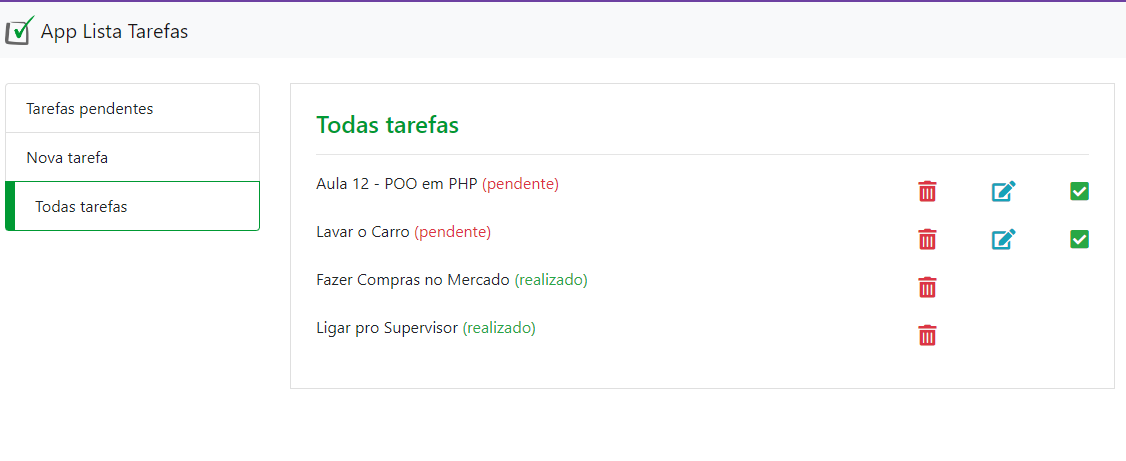 App Lista Tarefas
Tarefas pendentes
Nova tarefa
Todas tarefas
Todas tarefas
Aula 12 - POO em PHP (pendente)
Lavar o Carro (pendente)
Fazer Compras no Mercado (realizado)
Ligar pro Supervisor (realizado)